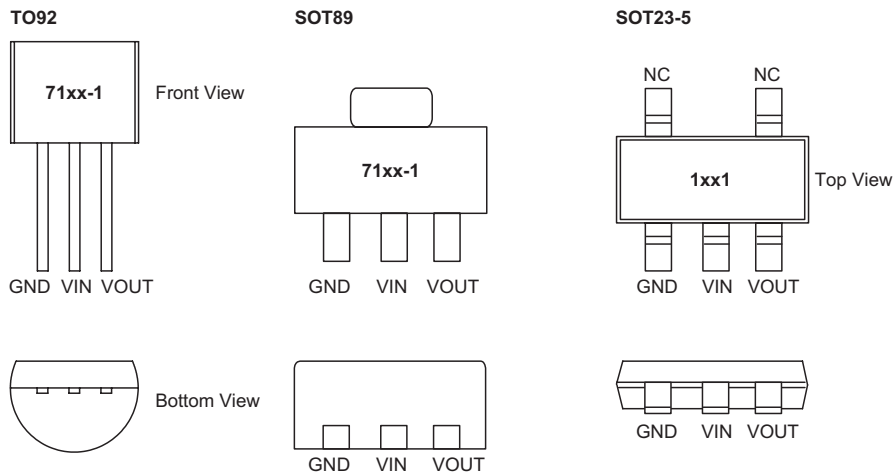 TO92
SOT89
SOT23-5
NC NC
71xx-1
Front View
71xx-1
1xx1
Top View
GND VIN VOUT
GND VIN VOUT
GND VIN VOUT
Bottom View
GND VIN VOUT
GND VIN VOUT